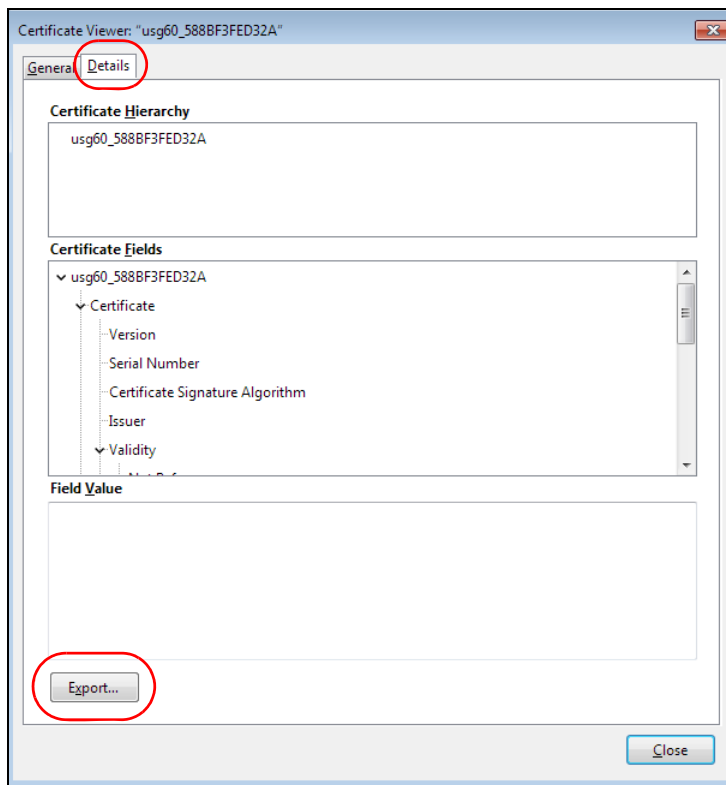 Certificate Viewer: "usg60_588BF3FED32A"
General Details
Certificate Hierarchy
usg60_588BF3FED32A
Certificate Fields
usg60_588BF3FED32A
Certificate
Version
Serial Number
Certificate Signature Algorithm
Issuer
Validity
Field Value
Export...
Close